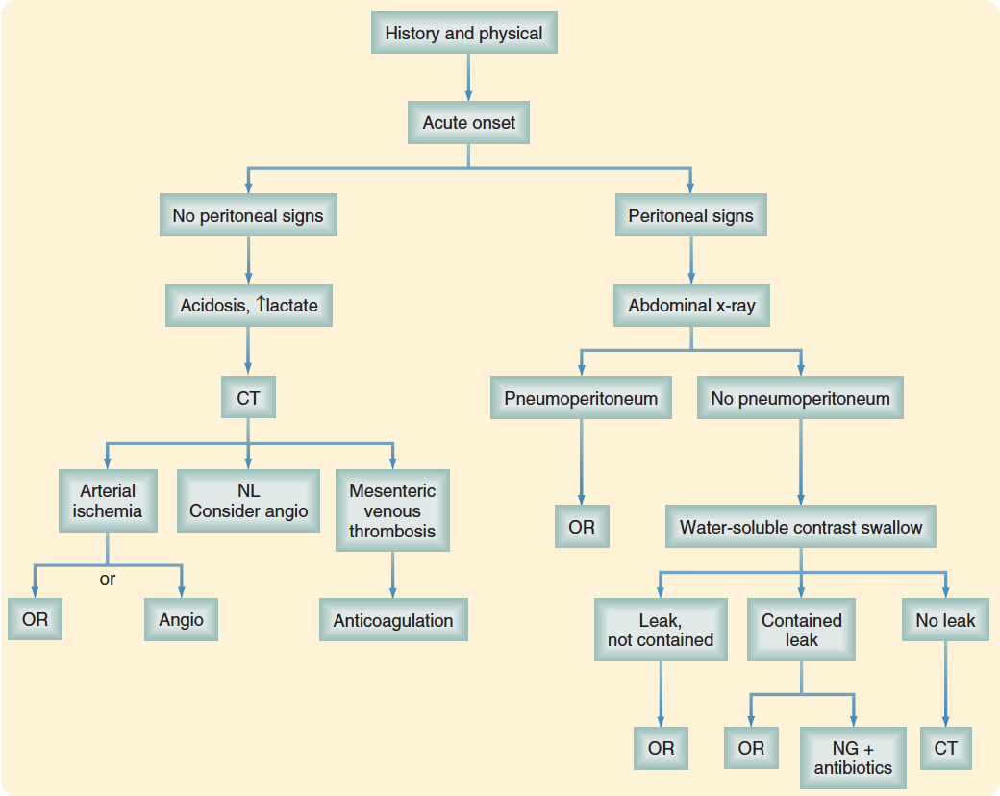 History and physical
Acute onset
No peritoneal signs
Peritoneal signs
Acidosis, ↑lactate
Abdominal x-ray
CT
Pneumoperitoneum
No pneumoperitoneum
Arterial
ischemia
NL
Consider angio
Mesenteric
venous
thrombosis
OR
Water-soluble contrast swallow
or
OR
Angio
Anticoagulation
Leak,
not contained
Contained
leak
No leak
OR
OR
NG +
antibiotics
CT